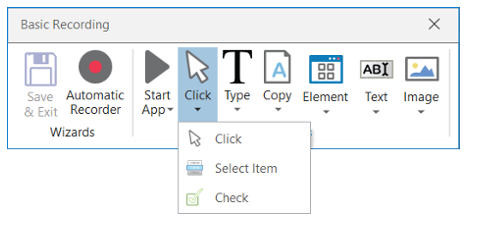 Basic Recording
Save
& Exit
Automatic
Recorder
Start
App
Click
Type
Copy
Element
Text
Image
A
ABI
Wizards
Click
Select Item
Check